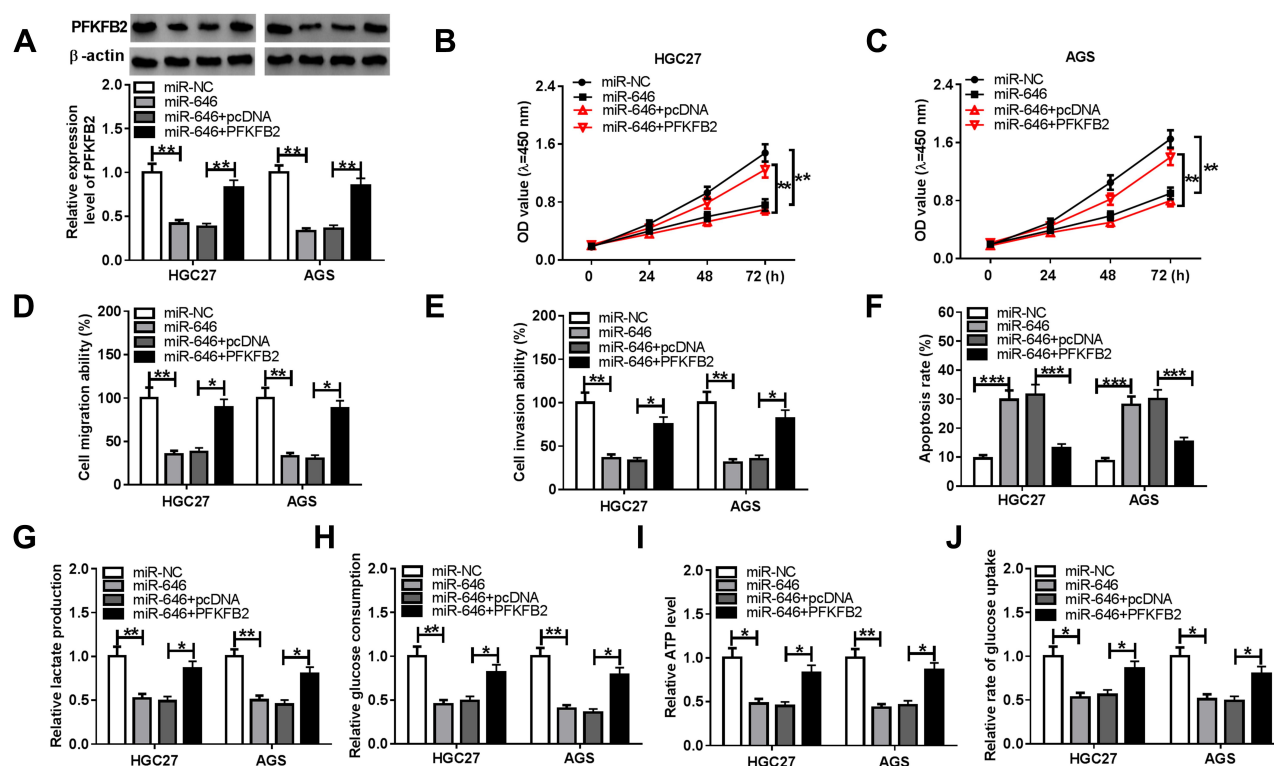 A
PFKFB2
β-actin
Relative expression
level of PFKFB2
2.0
1.5
1.0
0.5
0.0
miR-NC
miR-646
miR-646+pcDNA
miR-646+PFKFB2
**
**
**
**
HGC27
AGS
B
HGC27
OD value (λ=450 nm)
2.4
1.6
0.8
0.0
miR-NC
miR-646
miR-646+pcDNA
miR-646+PFKFB2
**
**
0
24
48
72 (h)
C
AGS
OD value (λ=450 nm)
2.4
1.6
0.8
0.0
miR-NC
miR-646
miR-646+pcDNA
miR-646+PFKFB2
**
**
0
24
48
72 (h)
D
Cell migration ability (%)
200
150
100
50
0
miR-NC
miR-646
miR-646+pcDNA
miR-646+PFKFB2
**
*
**
*
HGC27
AGS
E
Cell invasion ability (%)
200
150
100
50
0
miR-NC
miR-646
miR-646+pcDNA
miR-646+PFKFB2
**
*
**
*
HGC27
AGS
F
Apoptosis rate (%)
60
50
40
30
20
10
0
miR-NC
miR-646
miR-646+pcDNA
miR-646+PFKFB2
***
***
***
***
HGC27
AGS
G
Relative lactate production
2.0
1.5
1.0
0.5
0.0
miR-NC
miR-646
miR-646+pcDNA
miR-646+PFKFB2
**
*
**
*
HGC27
AGS
H
Relative glucose consumption
2.0
1.5
1.0
0.5
0.0
miR-NC
miR-646
miR-646+pcDNA
miR-646+PFKFB2
**
*
**
*
HGC27
AGS
I
Relative ATP level
2.0
1.5
1.0
0.5
0.0
miR-NC
miR-646
miR-646+pcDNA
miR-646+PFKFB2
*
*
**
*
HGC27
AGS
J
Relative rate of glucose uptake
2.0
1.5
1.0
0.5
0.0
miR-NC
miR-646
miR-646+pcDNA
miR-646+PFKFB2
*
*
*
*
HGC27
AGS